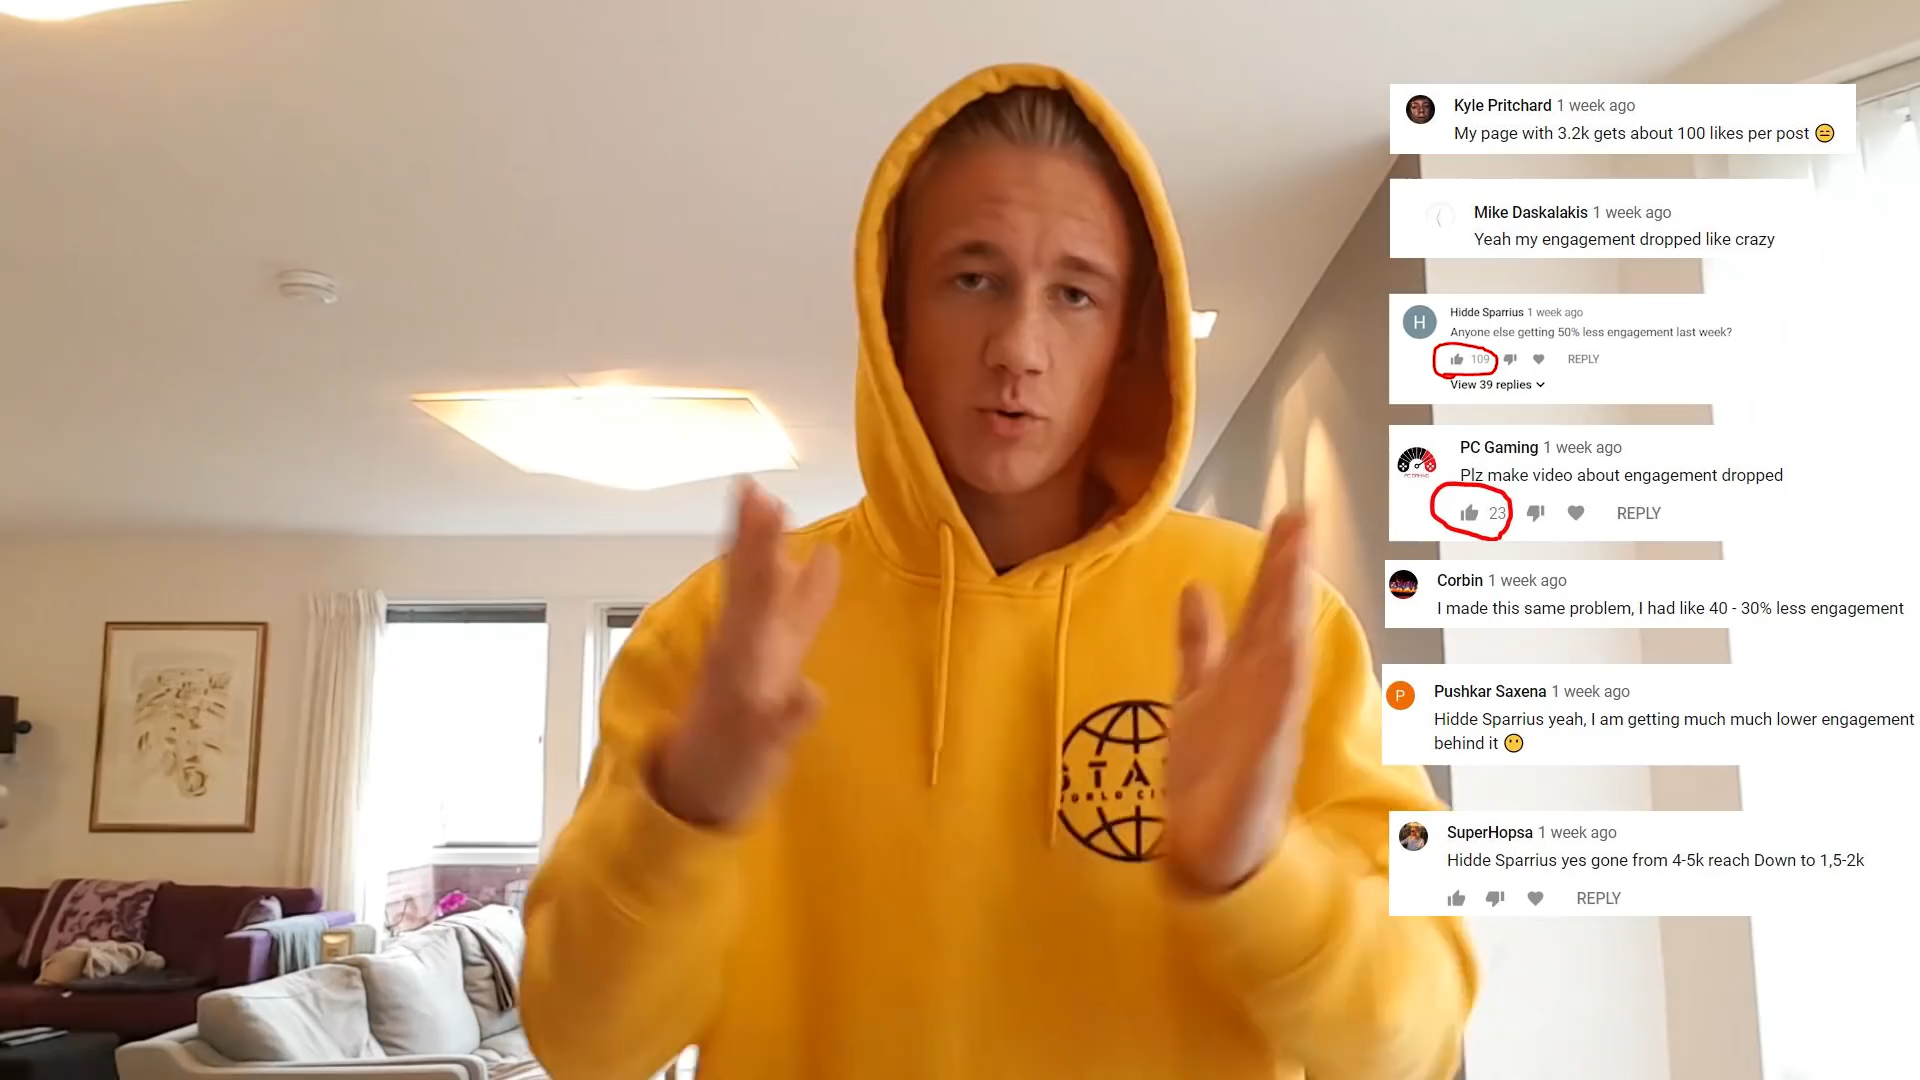 Kyle Pritchard 1 week ago
My page with 3.2k gets about 100 likes per post
Mike Daskalakis 1 week ago
Yeah my engagement dropped like crazy
H
Hidde Sparrius 1 week ago
Anyone else getting 50% less engagement last week?
109 REPLY
View 39 replies
PC Gaming 1 week ago
Plz make video about engagement dropped
23 REPLY
Corbin 1 week ago
I made this same problem, I had like 40 - 30% less engagement
P
Pushkar Saxena 1 week ago
Hidde Sparrius yeah, I am getting much much lower engagement
behind it
SuperHopsa 1 week ago
Hidde Sparrius yes gone from 4-5k reach Down to 1,5-2k
REPLY
STA
WORLD CI